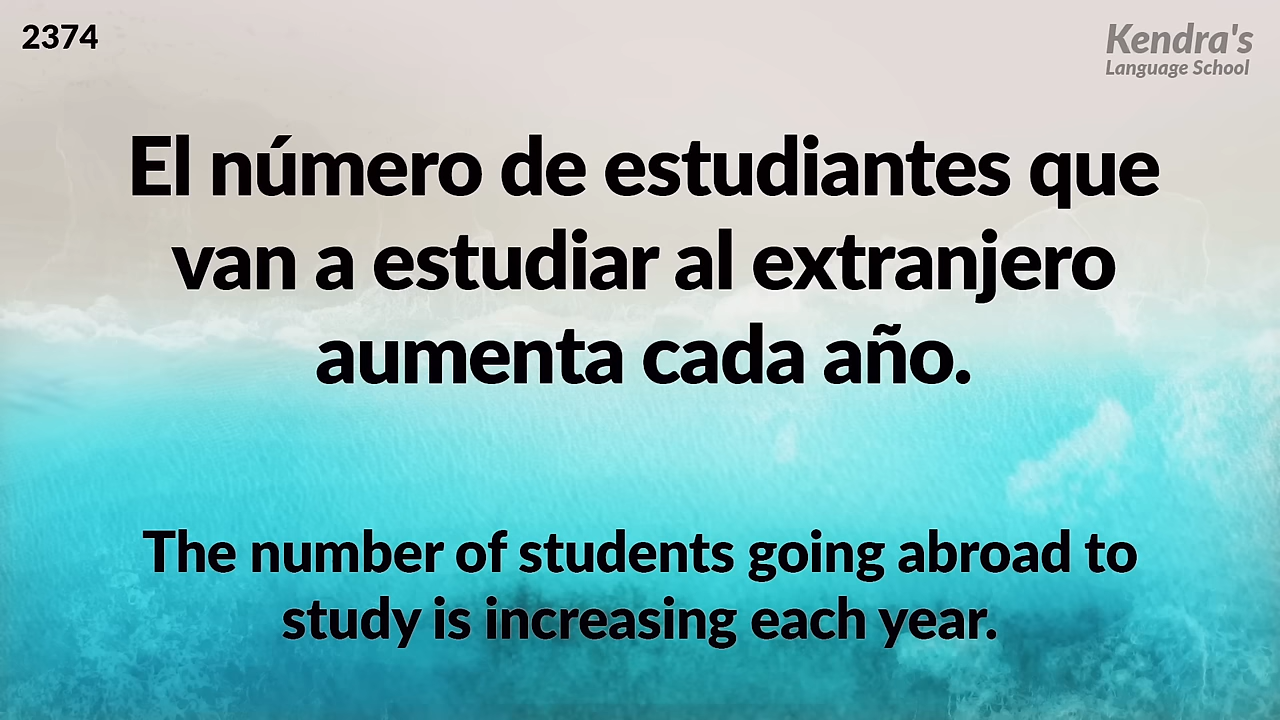 2374
Kendra's
Language School
El número de estudiantes que
van a estudiar al extranjero
aumenta cada año.
The number of students going abroad to
study is increasing each year.